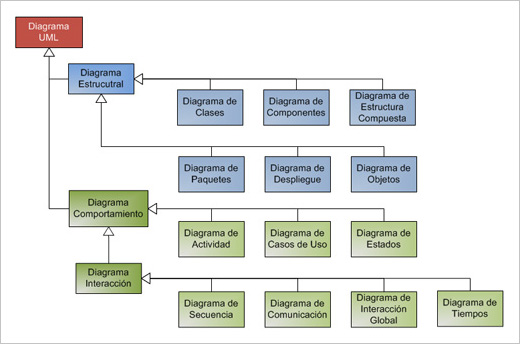 Diagrama
UML
Diagrama
Estrucutral
Diagrama de
Clases
Diagrama de
Componentes
Diagrama de
Estructura
Compuesta
Diagrama de
Paquetes
Diagrama de
Despliegue
Diagrama de
Objetos
Diagrama
Comportamiento
Diagrama de
Actividad
Diagrama de
Casos de Uso
Diagrama de
Estados
Diagrama
Interacción
Diagrama de
Secuencia
Diagrama de
Comunicación
Diagrama de
Interacción
Global
Diagrama de
Tiempos